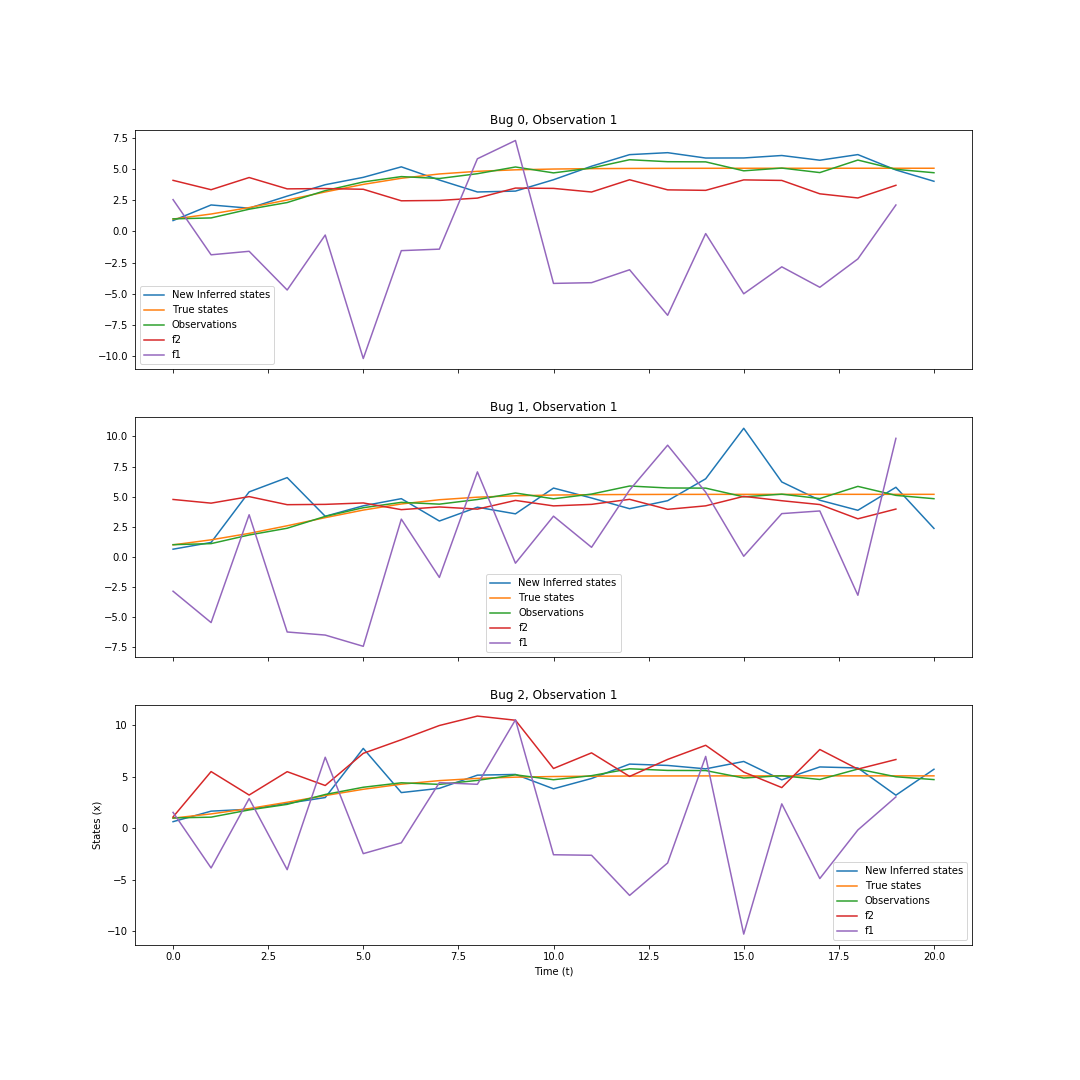 Bug 0, Observation 1
7.5
5.0
2.5
0.0
−2.5
−5.0
−7.5
−10.0
New Inferred states
True states
Observations
f2
f1
Bug 1, Observation 1
10.0
7.5
5.0
2.5
0.0
−2.5
−5.0
−7.5
New Inferred states
True states
Observations
f2
f1
Bug 2, Observation 1
10
5
0
−5
−10
States (x)
New Inferred states
True states
Observations
f2
f1
0.0 2.5 5.0 7.5 10.0 12.5 15.0 17.5 20.0
Time (t)